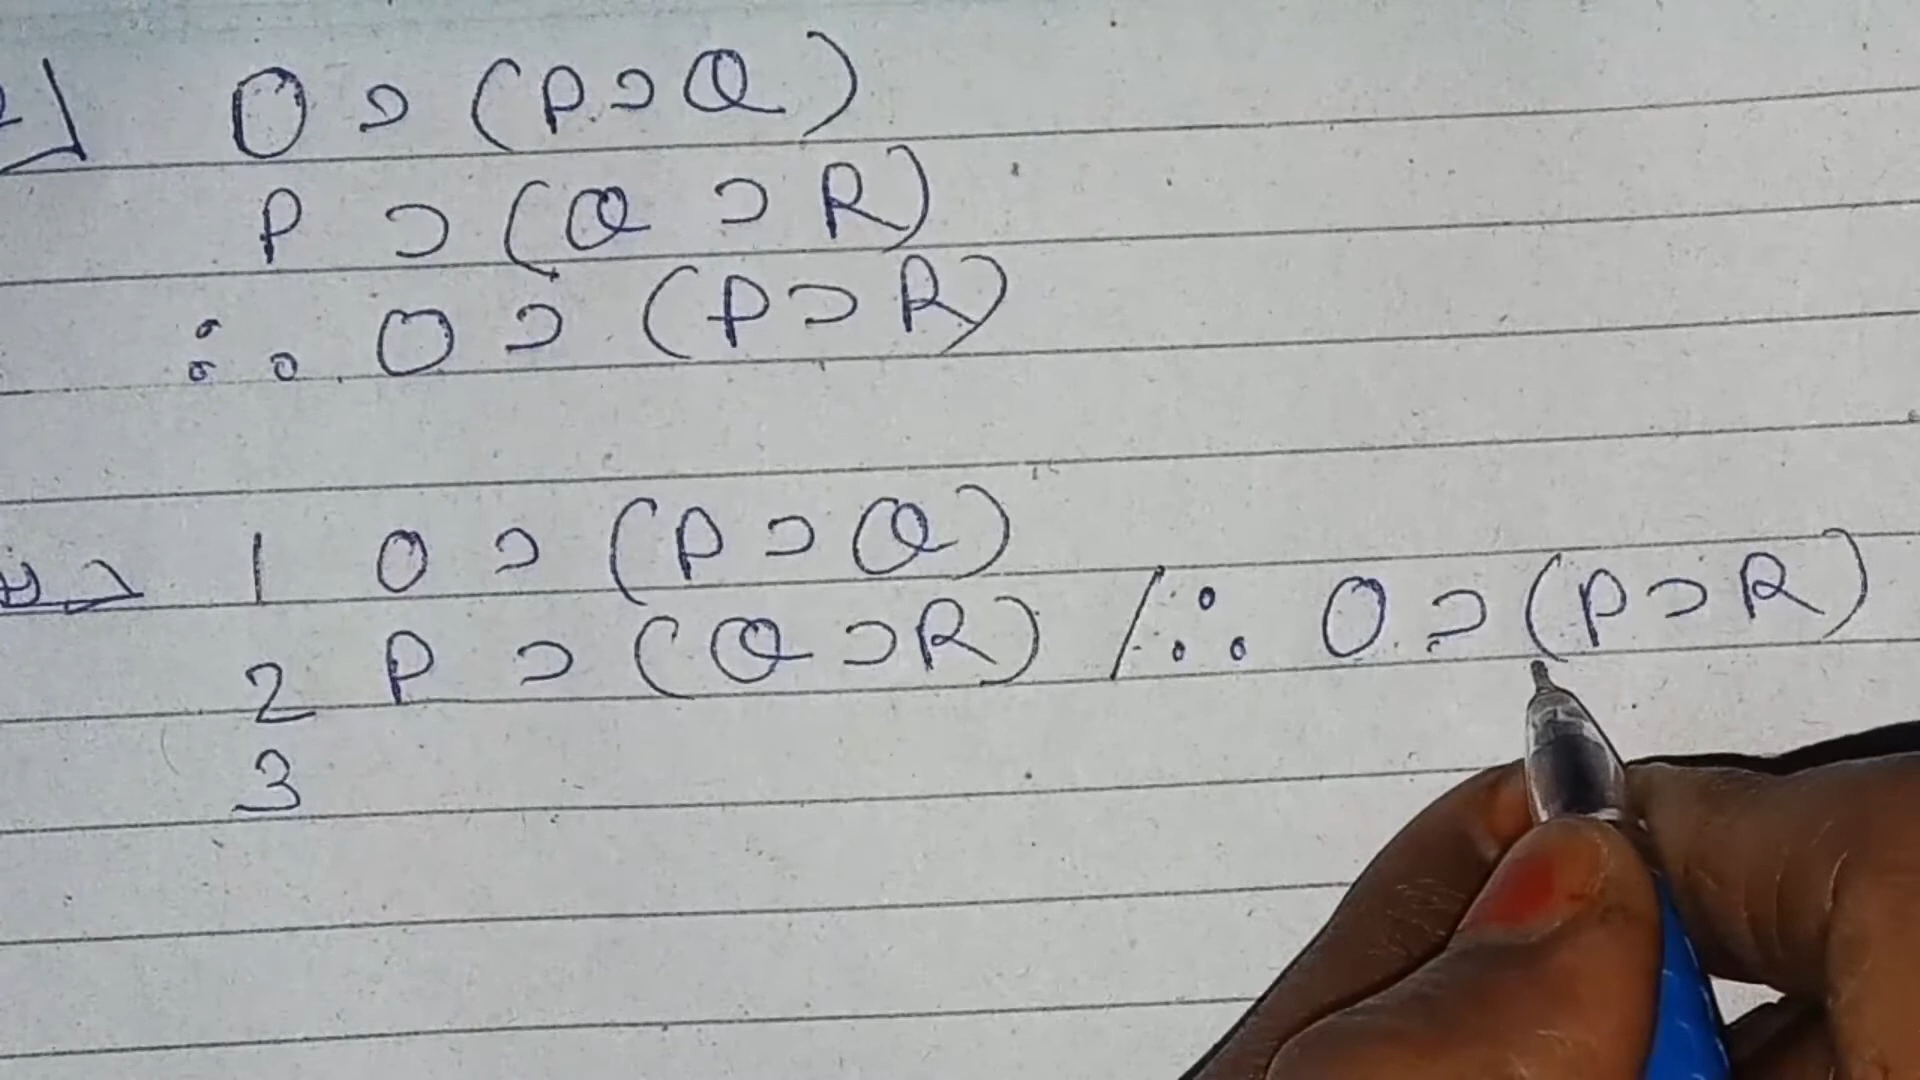 O ⊃ (P ⊃ Q)
P ⊃ (Q ⊃ R)
∴ O ⊃ (P ⊃ R)
1 O ⊃ (P ⊃ Q)
2 P ⊃ (Q ⊃ R) /∴ O ⊃ (P ⊃ R)
3